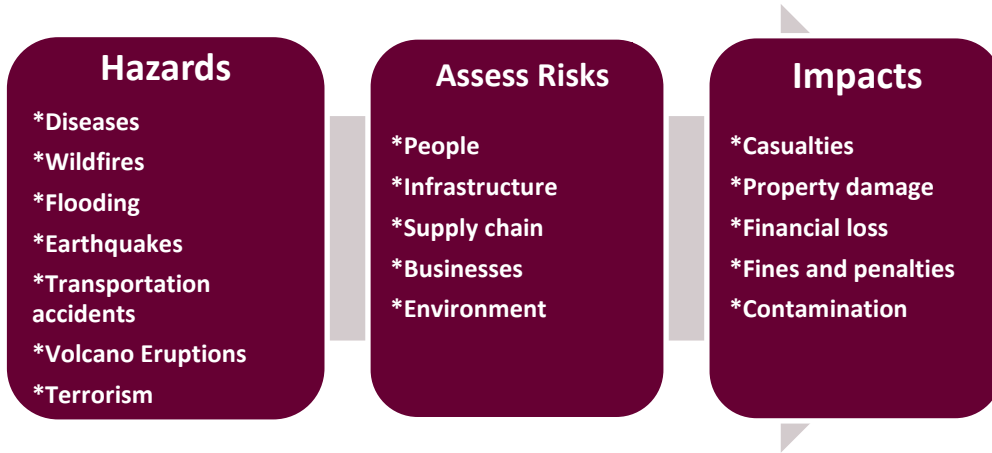 Hazards
*Diseases
*Wildfires
*Flooding
*Earthquakes
*Transportation
accidents
*Volcano Eruptions
*Terrorism
Assess Risks
*People
*Infrastructure
*Supply chain
*Businesses
*Environment
Impacts
*Casualties
*Property damage
*Financial loss
*Fines and penalties
*Contamination